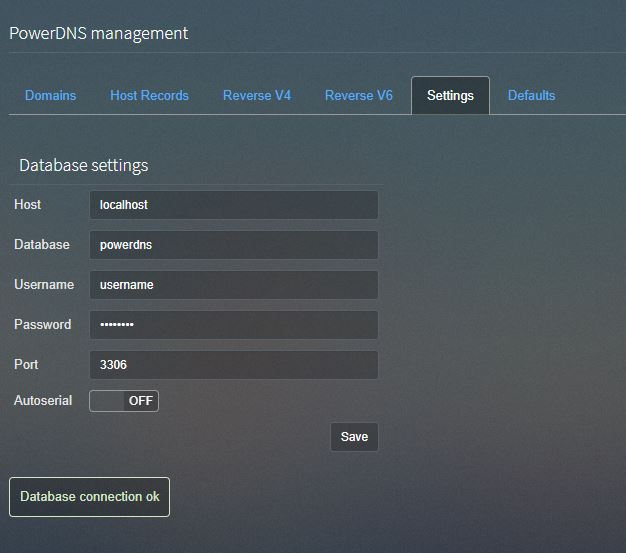 PowerDNS management
Domains Host Records Reverse V4 Reverse V6 Settings Defaults
Database settings
Host localhost
Database powerdns
Username username
Password ••••••••
Port 3306
Autoserial OFF
Save
Database connection ok